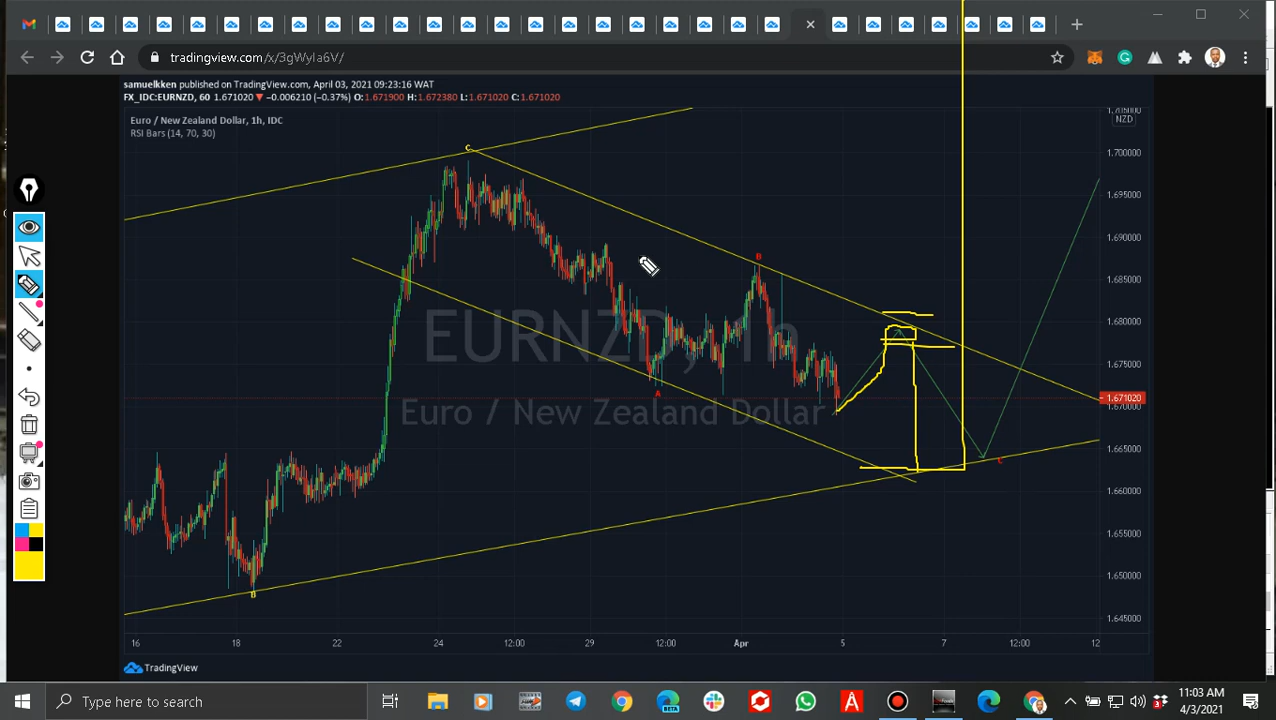 tradingview.com/x/3gWyIa6V/
samuelkken published on TradingView.com, April 03, 2021 09:23:16 WAT
FX_IDC:EURNZD, 60 1.671020 ▼ −0.006210 (−0.37%) O:1.671900 H:1.672380 L:1.671020 C:1.671020
Euro / New Zealand Dollar, 1h, IDC
RSI Bars (14, 70, 30)
1.705000
NZD
1.700000
1.695000
1.690000
1.685000
1.680000
1.675000
1.671020
1.670000
1.665000
1.660000
1.655000
1.650000
1.645000
C
B
A
C
B
EURNZD, 1h
Euro / New Zealand Dollar
16 18 22 24 12:00 29 12:00 Apr 5 7 12:00 12
TradingView
Type here to search
11:03 AM
4/3/2021